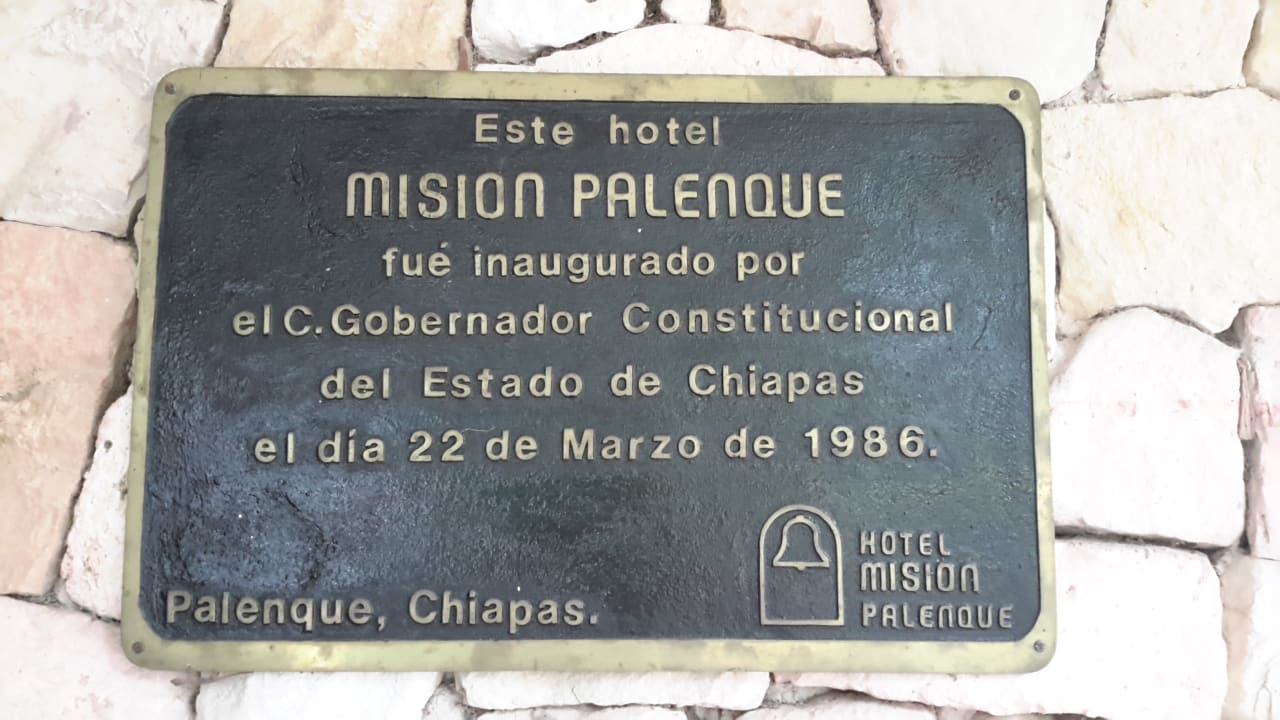 Este hotel
MISION PALENQUE
fué inaugurado por
el C. Gobernador Constitucional
del Estado de Chiapas
el día 22 de Marzo de 1986.
Palenque, Chiapas.
HOTEL
MISION
PALENQUE